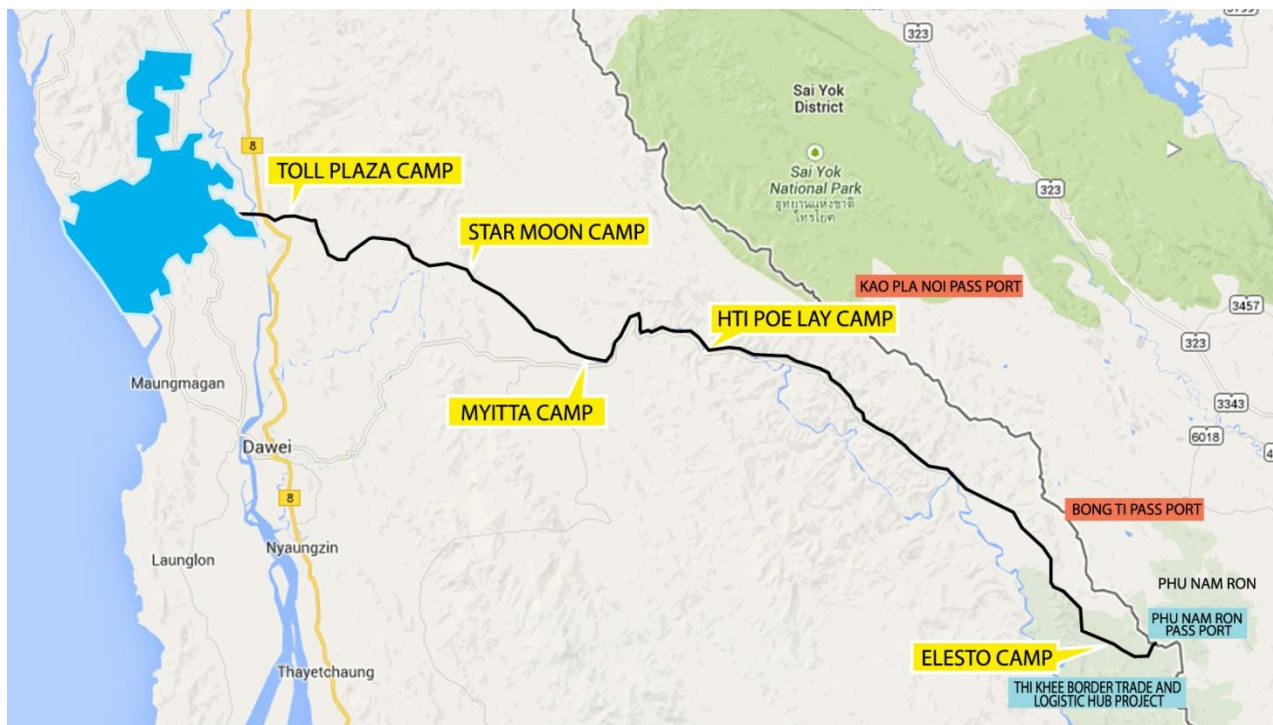 323
Sai Yok
District
8
TOLL PLAZA CAMP
Sai Yok
National Park
อุทยานแห่งชาติ
ไทรโยค
323
STAR MOON CAMP
KAO PLA NOI PASS PORT
3457
HTI POE LAY CAMP
323
Maungmagan
MYITTA CAMP
3343
6018
Dawei
8
BONG TI PASS PORT
Nyaungzin
Launglon
PHU NAM RON
PHU NAM RON
PASS PORT
ELESTO CAMP
Thayetchaung
THI KHEE BORDER TRADE AND
LOGISTIC HUB PROJECT